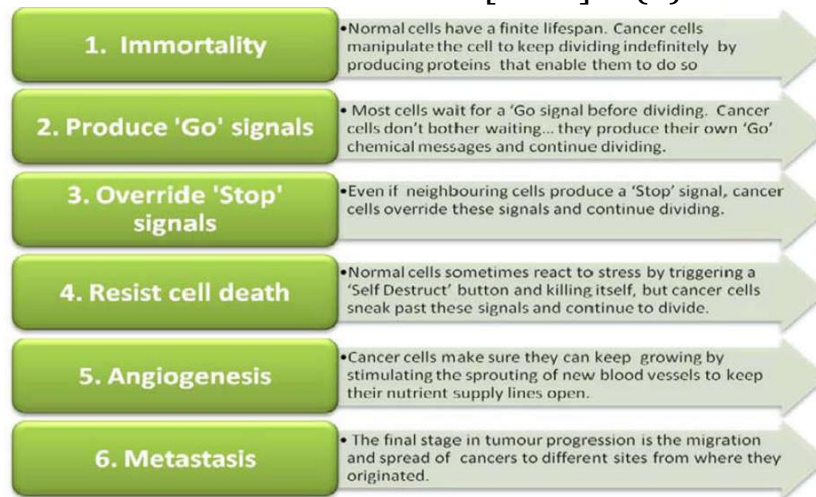 1. Immortality
•Normal cells have a finite lifespan. Cancer cells
manipulate the cell to keep dividing indefinitely by
producing proteins that enable them to do so
2. Produce 'Go' signals
• Most cells wait for a ‘Go signal before dividing. Cancer
cells don’t bother waiting... they produce their own ‘Go’
chemical messages and continue dividing.
3. Override 'Stop'
signals
•Even if neighbouring cells produce a ‘Stop’ signal, cancer
cells override these signals and continue dividing.
4. Resist cell death
•Normal cells sometimes react to stress by triggering a
‘Self Destruct’ button and killing itself, but cancer cells
sneak past these signals and continue to divide.
5. Angiogenesis
•Cancer cells make sure they can keep growing by
stimulating the sprouting of new blood vessels to keep
their nutrient supply lines open.
6. Metastasis
• The final stage in tumour progression is the migration
and spread of cancers to different sites from where they
originated.